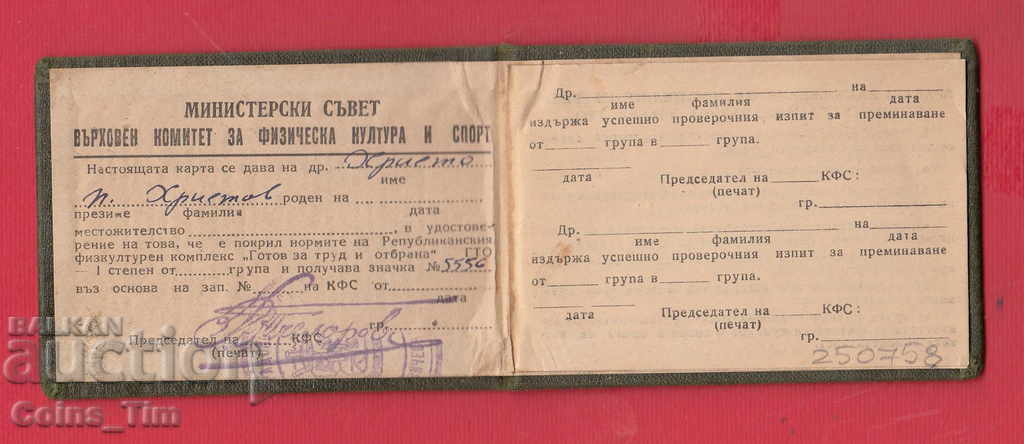 МИНИСТЕРСКИ СЪВЕТ
ВЪРХОВЕН КОМИТЕТ ЗА ФИЗИЧЕСКА КУЛТУРА И СПОРТ
Настоящата карта се дава на др. Христо
име
п. Христов роден на
презиме фамилия дата
местожителство , в удостове-
рение на това, че е покрил нормите на Републиканския
физкултурен комплекс „Готов за труд и отбрана" ГТО
— I степен от група и получава значка № 5556
въз основа на зап. № на КФС от
дата
гр.
Председател на КФС
(печат)
Др. на
име фамилия дата
издържа успешно проверочния изпит за преминаване
от група в група.
дата Председател на КФС:
(печат)
гр.
Др. на
име фамилия дата
издържа успешно проверочния изпит за преминаване
от група в група.
дата Председател на КФС:
(печат)
гр.
250758
BALKAN
auction
Coins_Tim